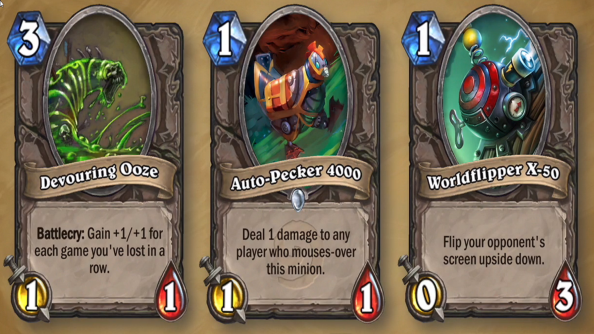 3
Devouring Ooze
Battlecry: Gain +1/+1 for
each game you've lost in a
row.
1
1
1
Auto-Pecker 4000
Deal 1 damage to any
player who mouses-over
this minion.
1
1
1
Worldflipper X-50
Flip your opponent's
screen upside down.
0
3